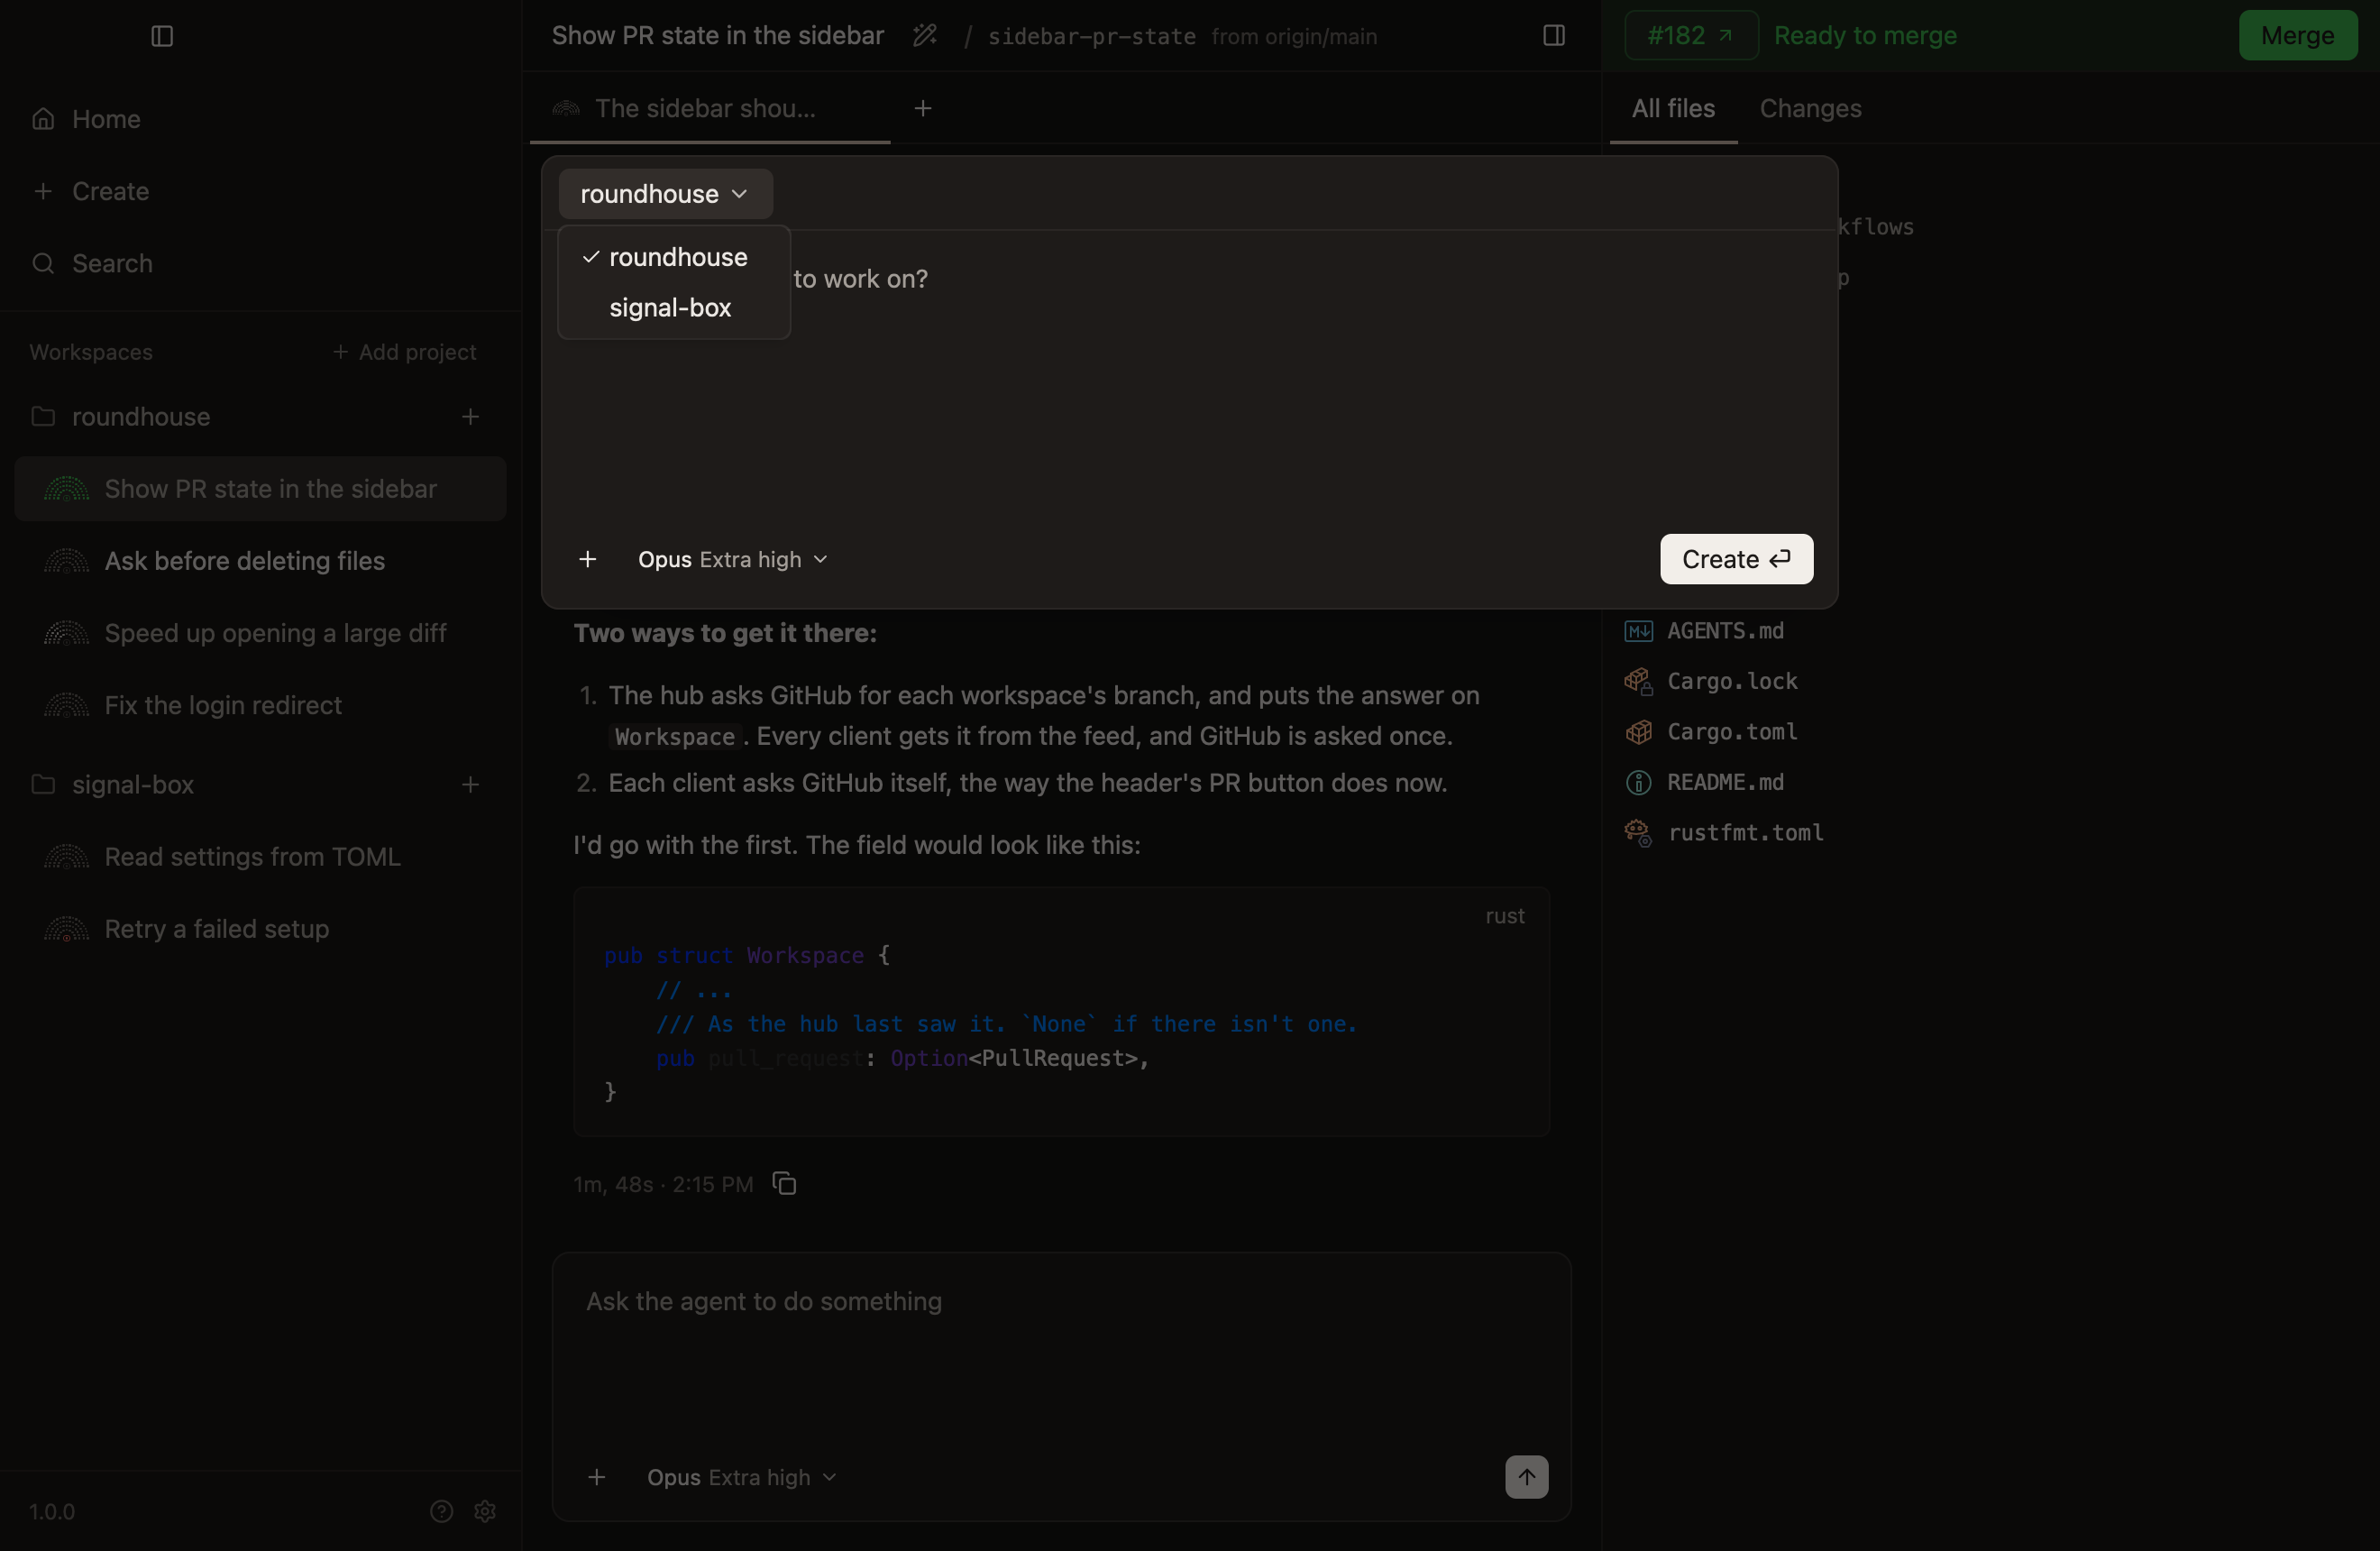 Show PR state in the sidebar / sidebar-pr-state from origin/main
#182 Ready to merge
Merge
Home
Create
Search
Workspaces
Add project
roundhouse
Show PR state in the sidebar
Ask before deleting files
Speed up opening a large diff
Fix the login redirect
signal-box
Read settings from TOML
Retry a failed setup
1.0.0
The sidebar shou...
roundhouse
roundhouse
signal-box
to work on?
Opus Extra high
Create
Two ways to get it there:
1. The hub asks GitHub for each workspace's branch, and puts the answer on
Workspace. Every client gets it from the feed, and GitHub is asked once.
2. Each client asks GitHub itself, the way the header's PR button does now.
I'd go with the first. The field would look like this:
rust
pub struct Workspace {
// ...
/// As the hub last saw it. `None` if there isn't one.
pub pull_request: Option<PullRequest>,
}
1m, 48s · 2:15 PM
Ask the agent to do something
Opus Extra high
All files
Changes
kflows
p
AGENTS.md
Cargo.lock
Cargo.toml
README.md
rustfmt.toml